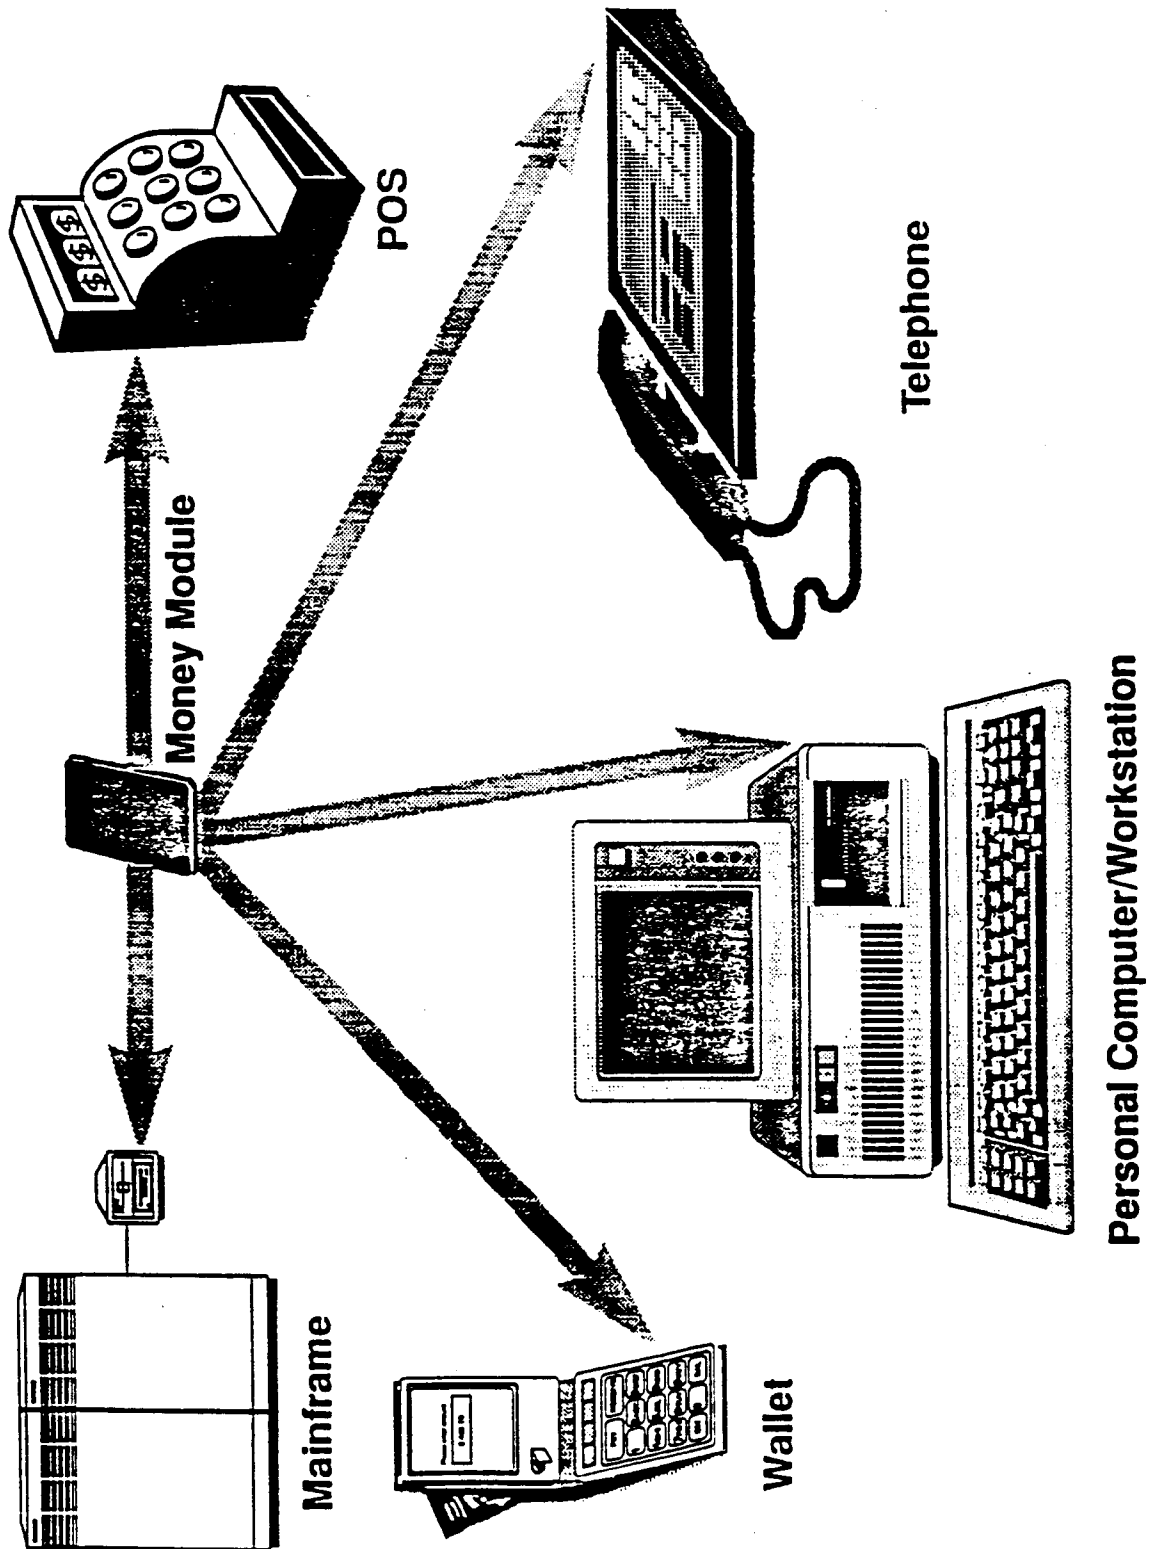 Mainframe
Money Module
POS
$ $ $
Wallet
Personal Computer/Workstation
Telephone